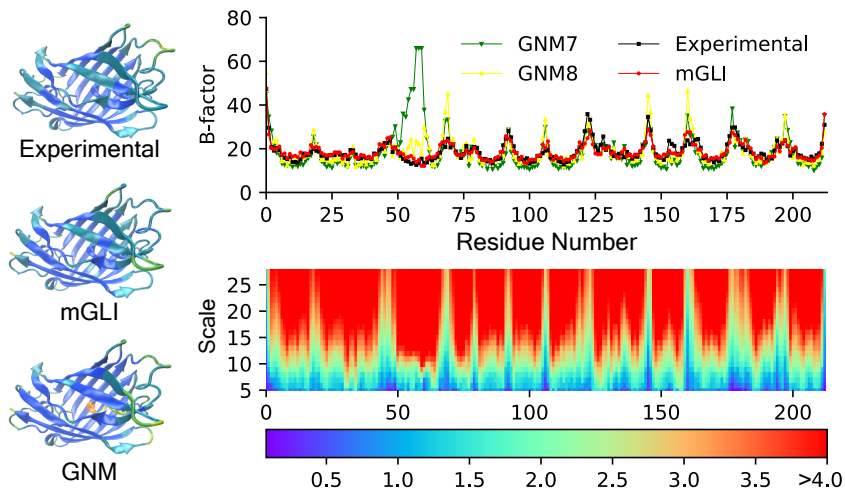 Experimental
mGLI
GNM
B-factor
80
60
40
20
0
GNM7
GNM8
Experimental
mGLI
0 25 50 75 100 125 150 175 200
Residue Number
Scale
25
20
15
10
5
0 50 100 150 200
0.5 1.0 1.5 2.0 2.5 3.0 3.5 >4.0